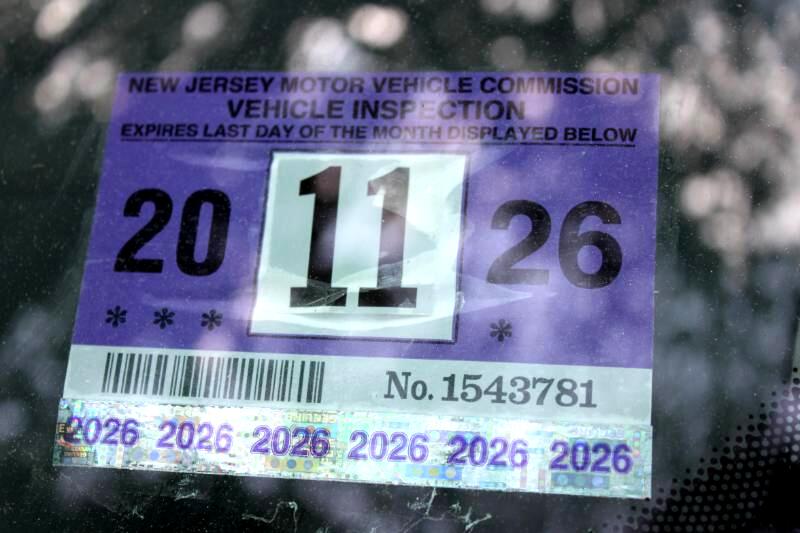 NEW JERSEY MOTOR VEHICLE COMMISSION
VEHICLE INSPECTION
EXPIRES LAST DAY OF THE MONTH DISPLAYED BELOW
20 11 26
* * * *
No. 1543781
2026 2026 2026 2026 2026 2026